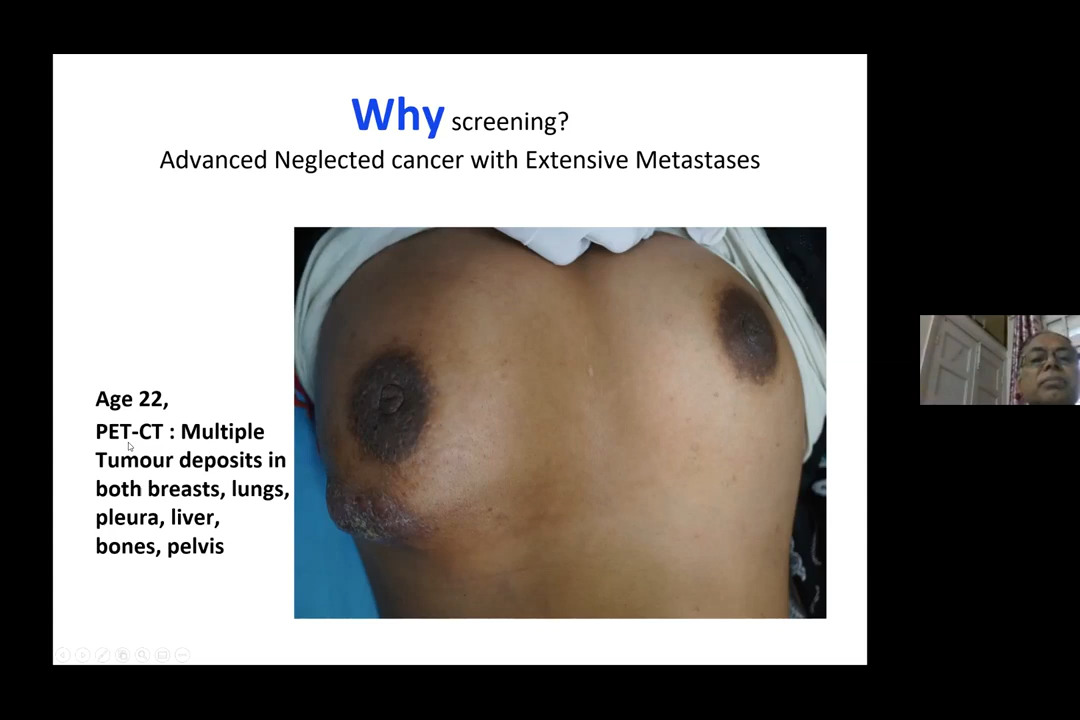 Why screening?
Advanced Neglected cancer with Extensive Metastases
Age 22,
PET-CT : Multiple
Tumour deposits in
both breasts, lungs,
pleura, liver,
bones, pelvis